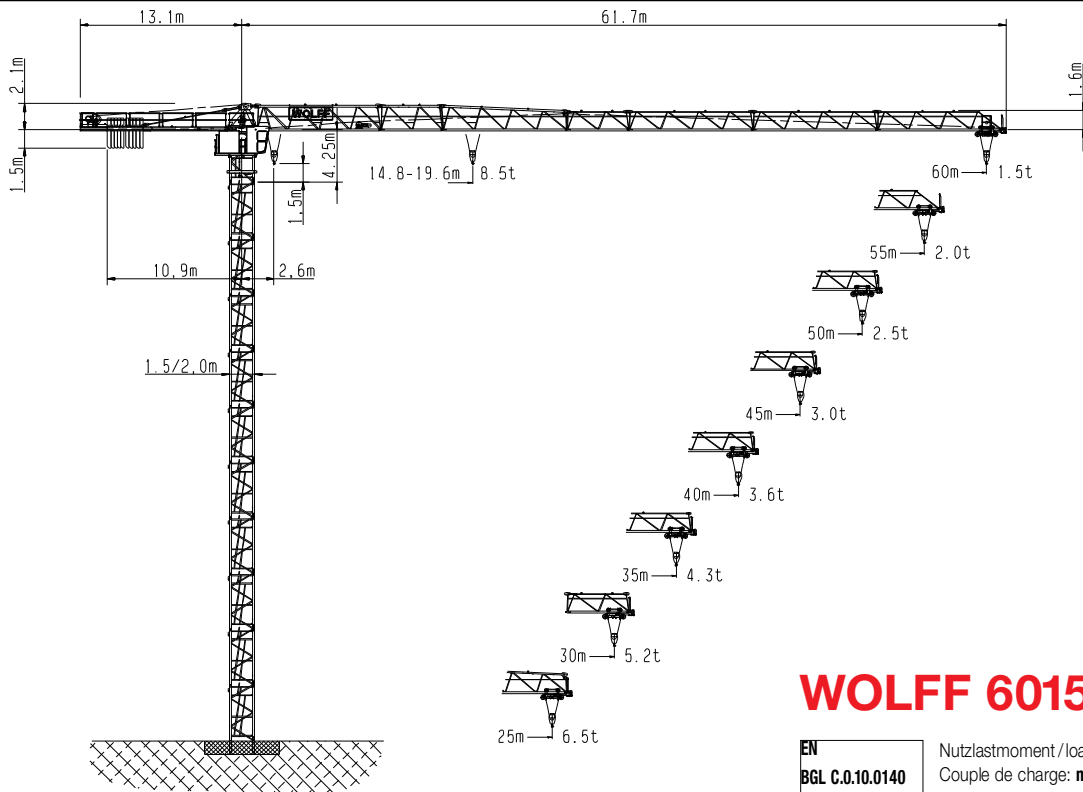 13.1m
61.7m
2.1m
1.6m
WOLFF
1.5m
4.25m
14.8-19.6m 8.5t
60m 1.5t
1.5m
55m 2.0t
10,9m
2,6m
50m 2.5t
1.5/2,0m
45m 3.0t
40m 3.6t
35m 4.3t
30m 5.2t
25m 6.5t
WOLFF 6015
EN
BGL C.0.10.0140
Nutzlastmoment / loa
Couple de charge: m